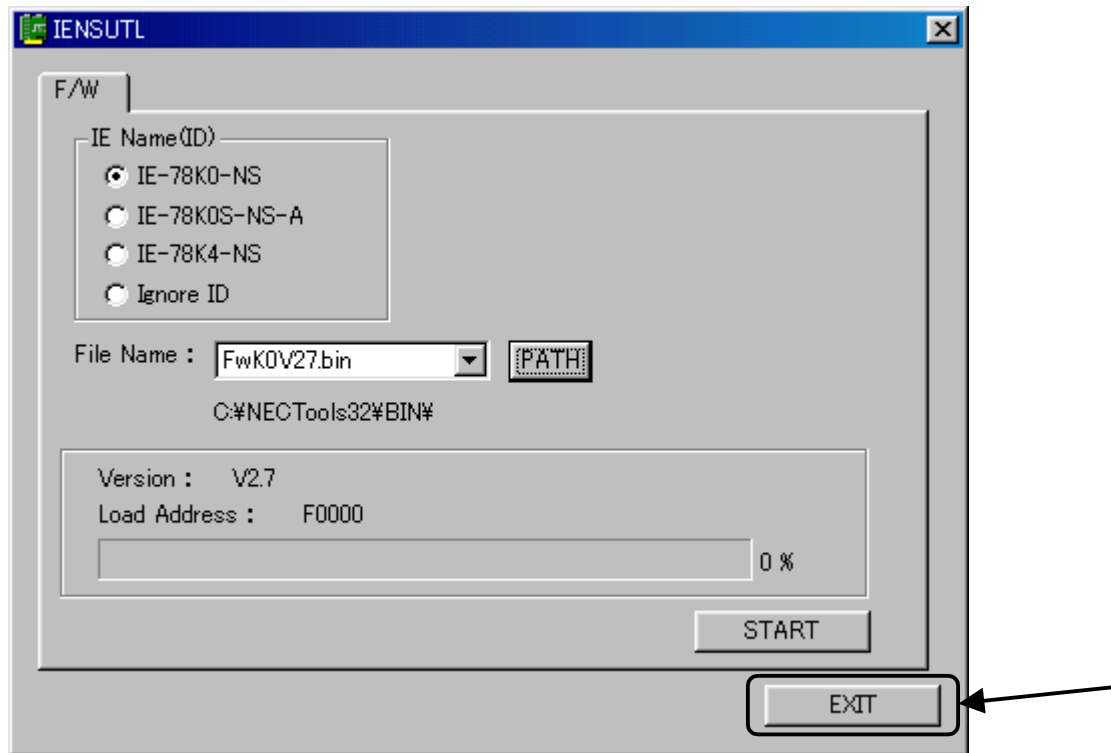 IENSUTL
F/W
IE Name(ID)
IE-78K0-NS
IE-78K0S-NS-A
IE-78K4-NS
Ignore ID
File Name : FwK0V27.bin PATH
C:¥NECTools32¥BIN¥
Version : V2.7
Load Address : F0000
0 %
START
EXIT